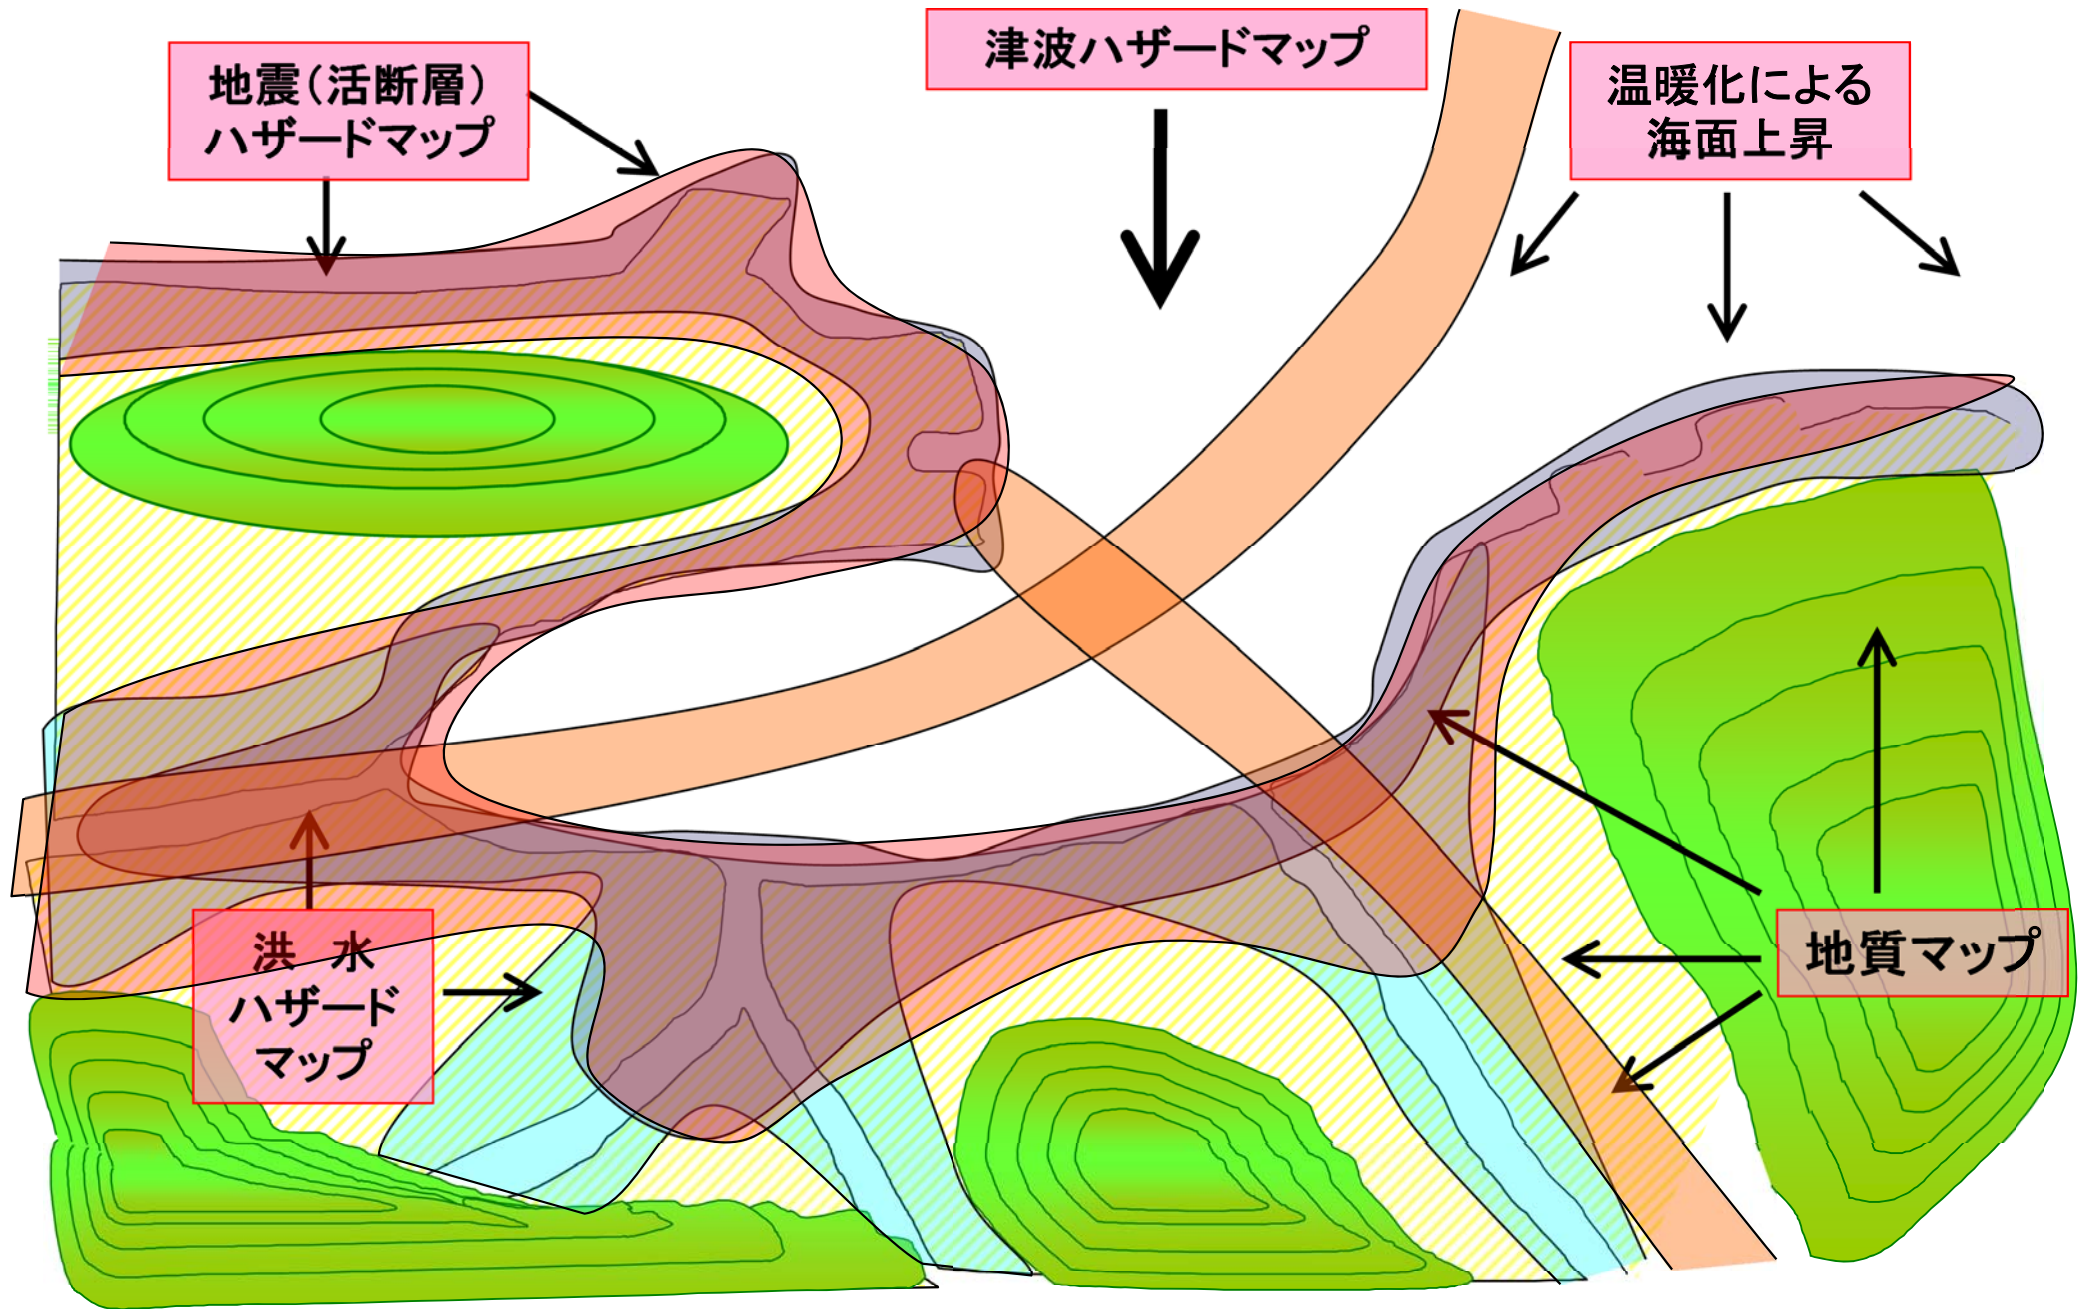 地震（活断層）
ハザードマップ
津波ハザードマップ
温暖化による
海面上昇
洪　水
ハザード
マップ
地質マップ